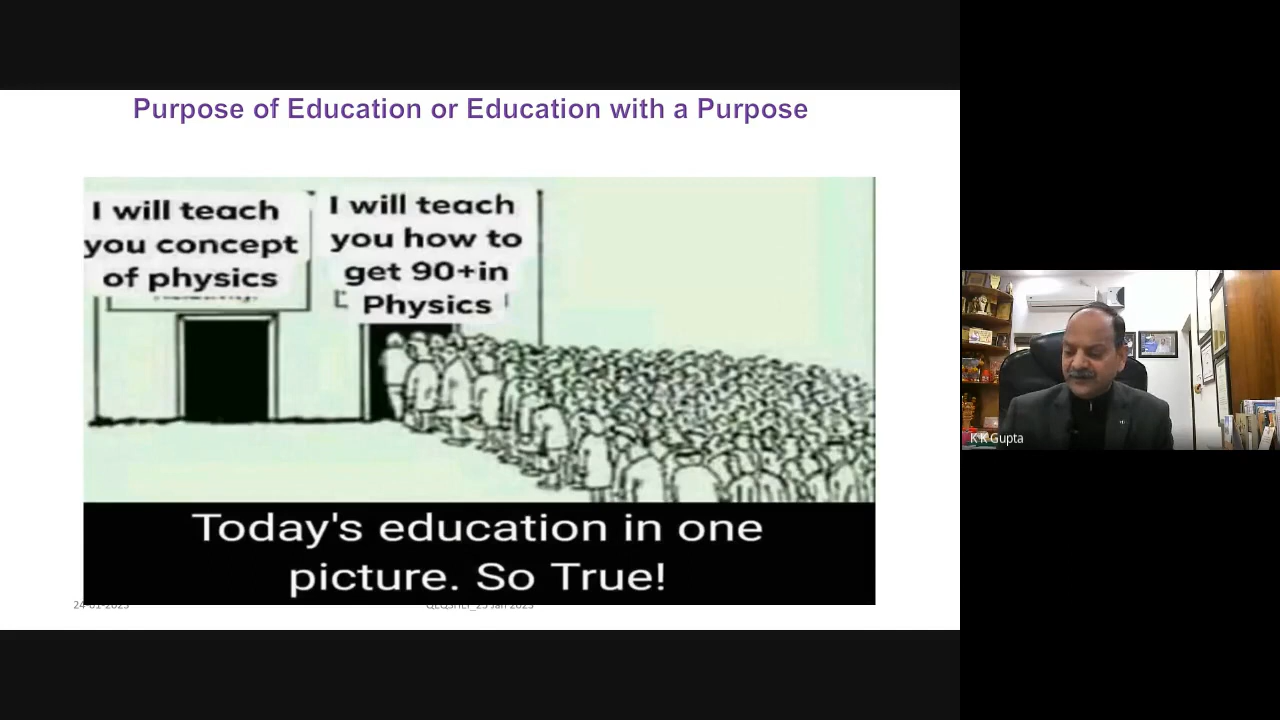 Purpose of Education or Education with a Purpose
I will teach
you concept
of physics
I will teach
you how to
get 90+in
Physics
Today's education in one
picture. So True!
K K Gupta